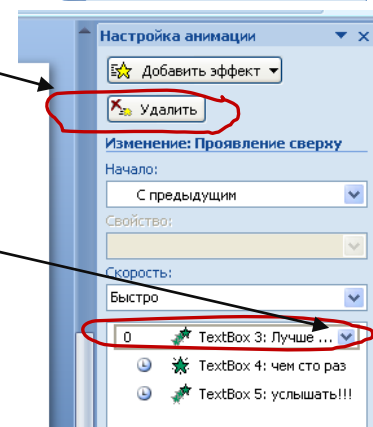 Настройка анимации
Добавить эффект
Удалить
Изменение: Проявление сверху
Начало:
С предыдущим
Свойство:
Скорость:
Быстро
0 TextBox 3: Лучше ...
TextBox 4: чем сто раз
TextBox 5: услышать!!!